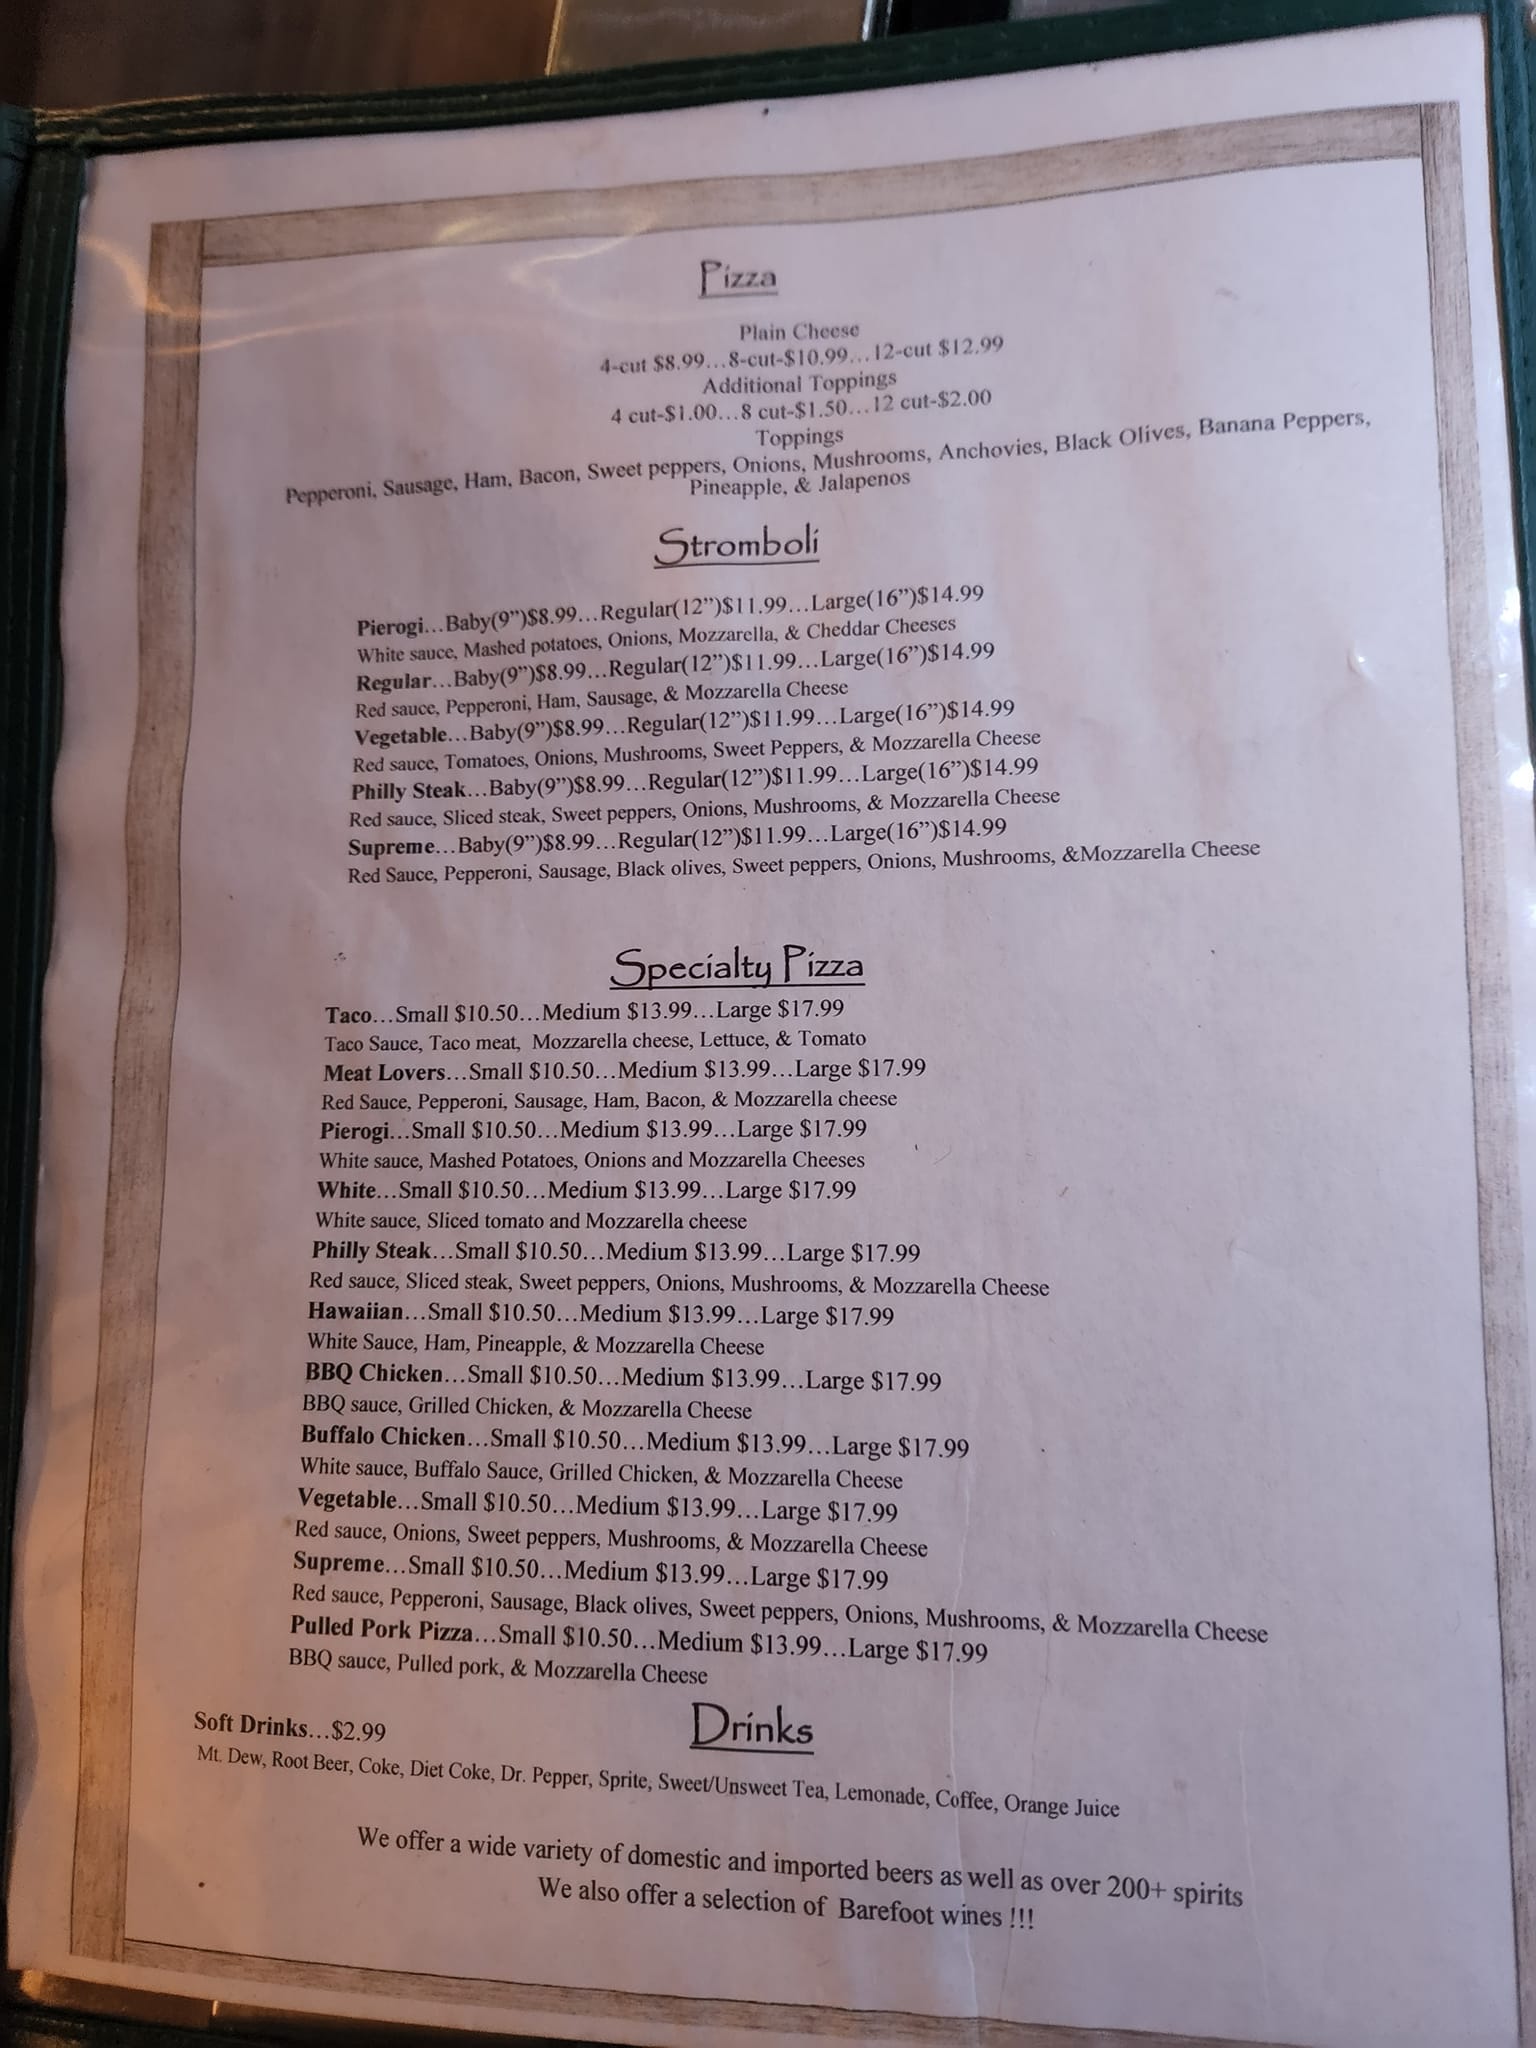 Pizza
Plain Cheese
4-cut $8.99...8-cut-$10.99...12-cut $12.99
Additional Toppings
4 cut-$1.00...8 cut-$1.50...12 cut-$2.00
Toppings
Pepperoni, Sausage, Ham, Bacon, Sweet peppers, Onions, Mushrooms, Anchovies, Black Olives, Banana Peppers,
Pineapple, & Jalapenos
Stromboli
Pierogi...Baby(9”)$8.99...Regular(12”)$11.99...Large(16”)$14.99
White sauce, Mashed potatoes, Onions, Mozzarella, & Cheddar Cheeses
Regular...Baby(9”)$8.99...Regular(12”)$11.99...Large(16”)$14.99
Red sauce, Pepperoni, Ham, Sausage, & Mozzarella Cheese
Vegetable...Baby(9”)$8.99...Regular(12”)$11.99...Large(16”)$14.99
Red sauce, Tomatoes, Onions, Mushrooms, Sweet Peppers, & Mozzarella Cheese
Philly Steak...Baby(9”)$8.99...Regular(12”)$11.99...Large(16”)$14.99
Red sauce, Sliced steak, Sweet peppers, Onions, Mushrooms, & Mozzarella Cheese
Supreme...Baby(9”)$8.99...Regular(12”)$11.99...Large(16”)$14.99
Red Sauce, Pepperoni, Sausage, Black olives, Sweet peppers, Onions, Mushrooms, &Mozzarella Cheese
Specialty Pizza
Taco...Small $10.50...Medium $13.99...Large $17.99
Taco Sauce, Taco meat, Mozzarella cheese, Lettuce, & Tomato
Meat Lovers...Small $10.50...Medium $13.99...Large $17.99
Red Sauce, Pepperoni, Sausage, Ham, Bacon, & Mozzarella cheese
Pierogi...Small $10.50...Medium $13.99...Large $17.99
White sauce, Mashed Potatoes, Onions and Mozzarella Cheeses
White...Small $10.50...Medium $13.99...Large $17.99
White sauce, Sliced tomato and Mozzarella cheese
Philly Steak...Small $10.50...Medium $13.99...Large $17.99
Red sauce, Sliced steak, Sweet peppers, Onions, Mushrooms, & Mozzarella Cheese
Hawaiian...Small $10.50...Medium $13.99...Large $17.99
White Sauce, Ham, Pineapple, & Mozzarella Cheese
BBQ Chicken...Small $10.50...Medium $13.99...Large $17.99
BBQ sauce, Grilled Chicken, & Mozzarella Cheese
Buffalo Chicken...Small $10.50...Medium $13.99...Large $17.99
White sauce, Buffalo Sauce, Grilled Chicken, & Mozzarella Cheese
Vegetable...Small $10.50...Medium $13.99...Large $17.99
Red sauce, Onions, Sweet peppers, Mushrooms, & Mozzarella Cheese
Supreme...Small $10.50...Medium $13.99...Large $17.99
Red sauce, Pepperoni, Sausage, Black olives, Sweet peppers, Onions, Mushrooms, & Mozzarella Cheese
Pulled Pork Pizza...Small $10.50...Medium $13.99...Large $17.99
BBQ sauce, Pulled pork, & Mozzarella Cheese
Drinks
Soft Drinks...$2.99
Mt. Dew, Root Beer, Coke, Diet Coke, Dr. Pepper, Sprite, Sweet/Unsweet Tea, Lemonade, Coffee, Orange Juice
We offer a wide variety of domestic and imported beers as well as over 200+ spirits
We also offer a selection of Barefoot wines !!!